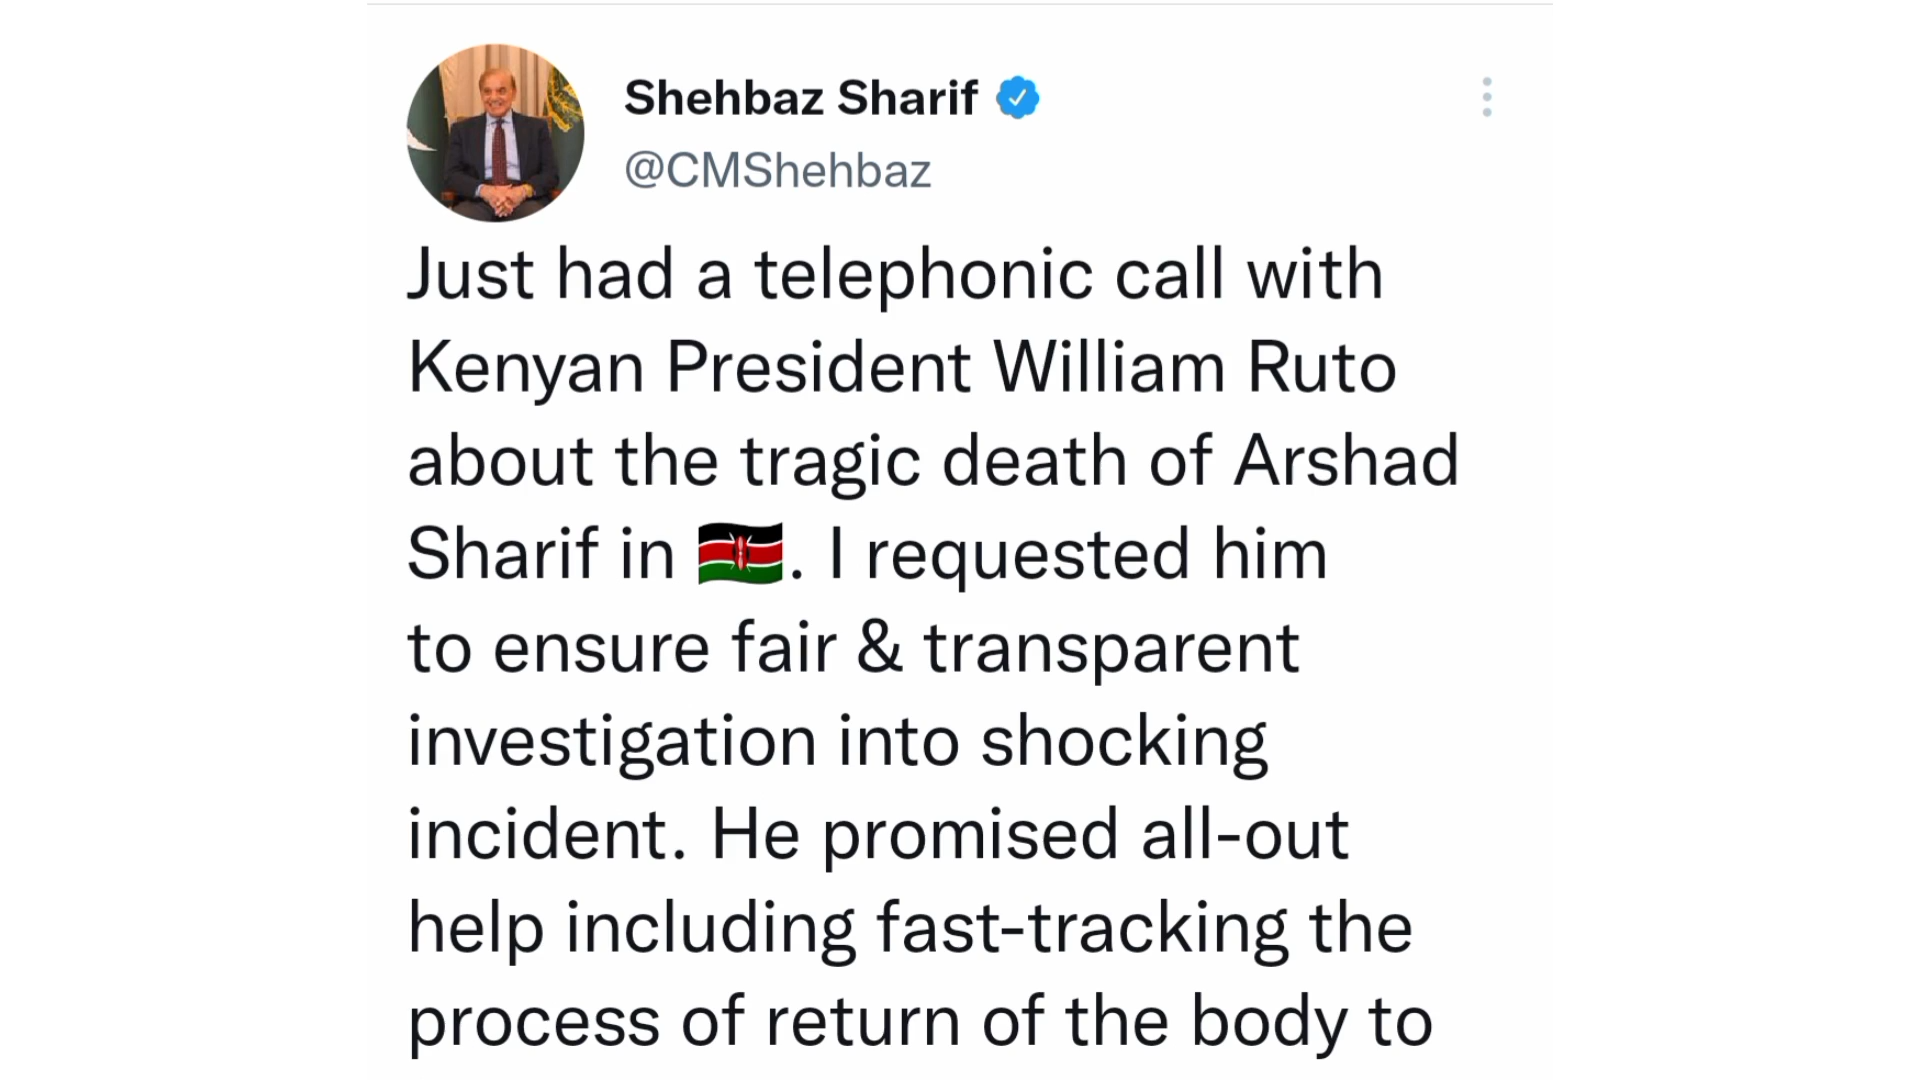 Shehbaz Sharif
@CMShehbaz
Just had a telephonic call with
Kenyan President William Ruto
about the tragic death of Arshad
Sharif in 🇰🇪. I requested him
to ensure fair & transparent
investigation into shocking
incident. He promised all-out
help including fast-tracking the
process of return of the body to